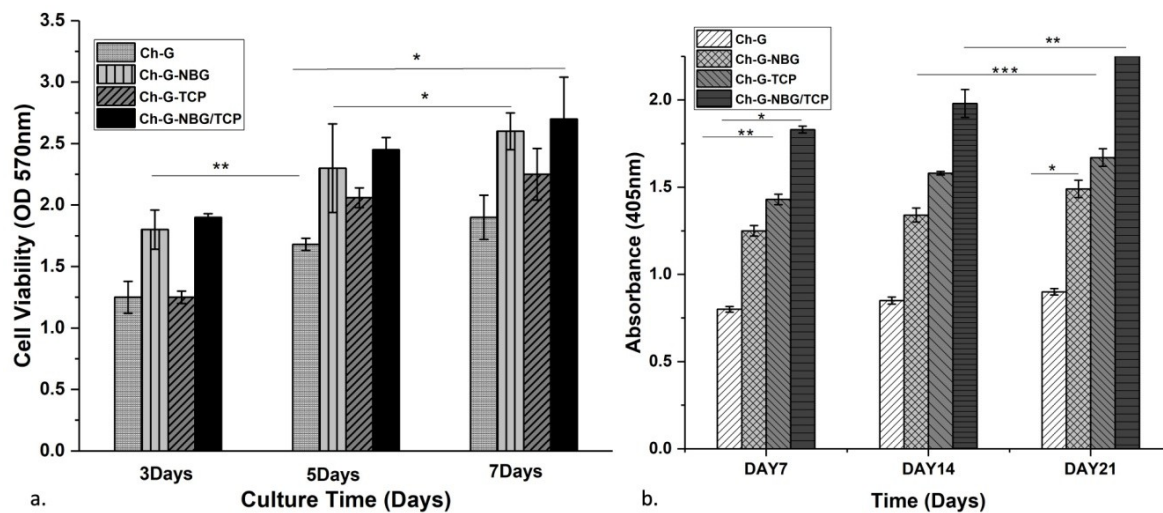 Cell Viability (OD 570nm)
3.5
3.0
2.5
2.0
1.5
1.0
0.5
0.0
Ch-G
Ch-G-NBG
Ch-G-TCP
Ch-G-NBG/TCP
**
*
*
3Days
5Days
7Days
Culture Time (Days)
a.
Absorbance (405nm)
2.0
1.5
1.0
0.5
0.0
Ch-G
Ch-G-NBG
Ch-G-TCP
Ch-G-NBG/TCP
*
**
**
***
*
DAY7
DAY14
DAY21
Time (Days)
b.